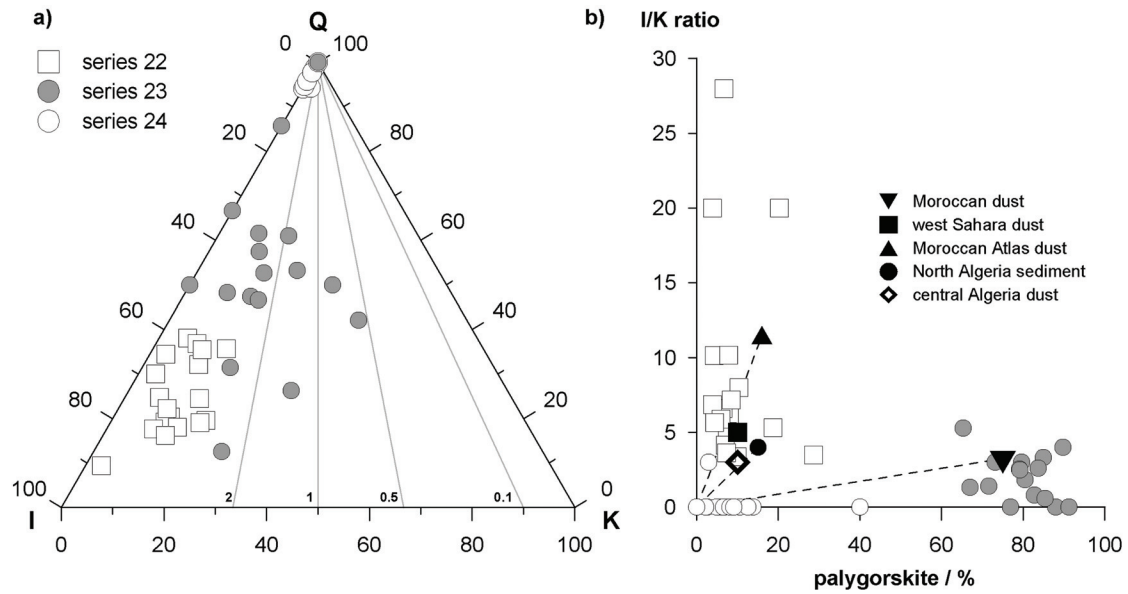 a)
Q
series 22
series 23
series 24
0
100
20
80
40
60
60
40
80
20
100
0
2
1
0.5
0.1
I
K
0
20
40
60
80
100
b)
I/K ratio
30
25
20
15
10
5
0
Moroccan dust
west Sahara dust
Moroccan Atlas dust
North Algeria sediment
central Algeria dust
0
20
40
60
80
100
palygorskite / %